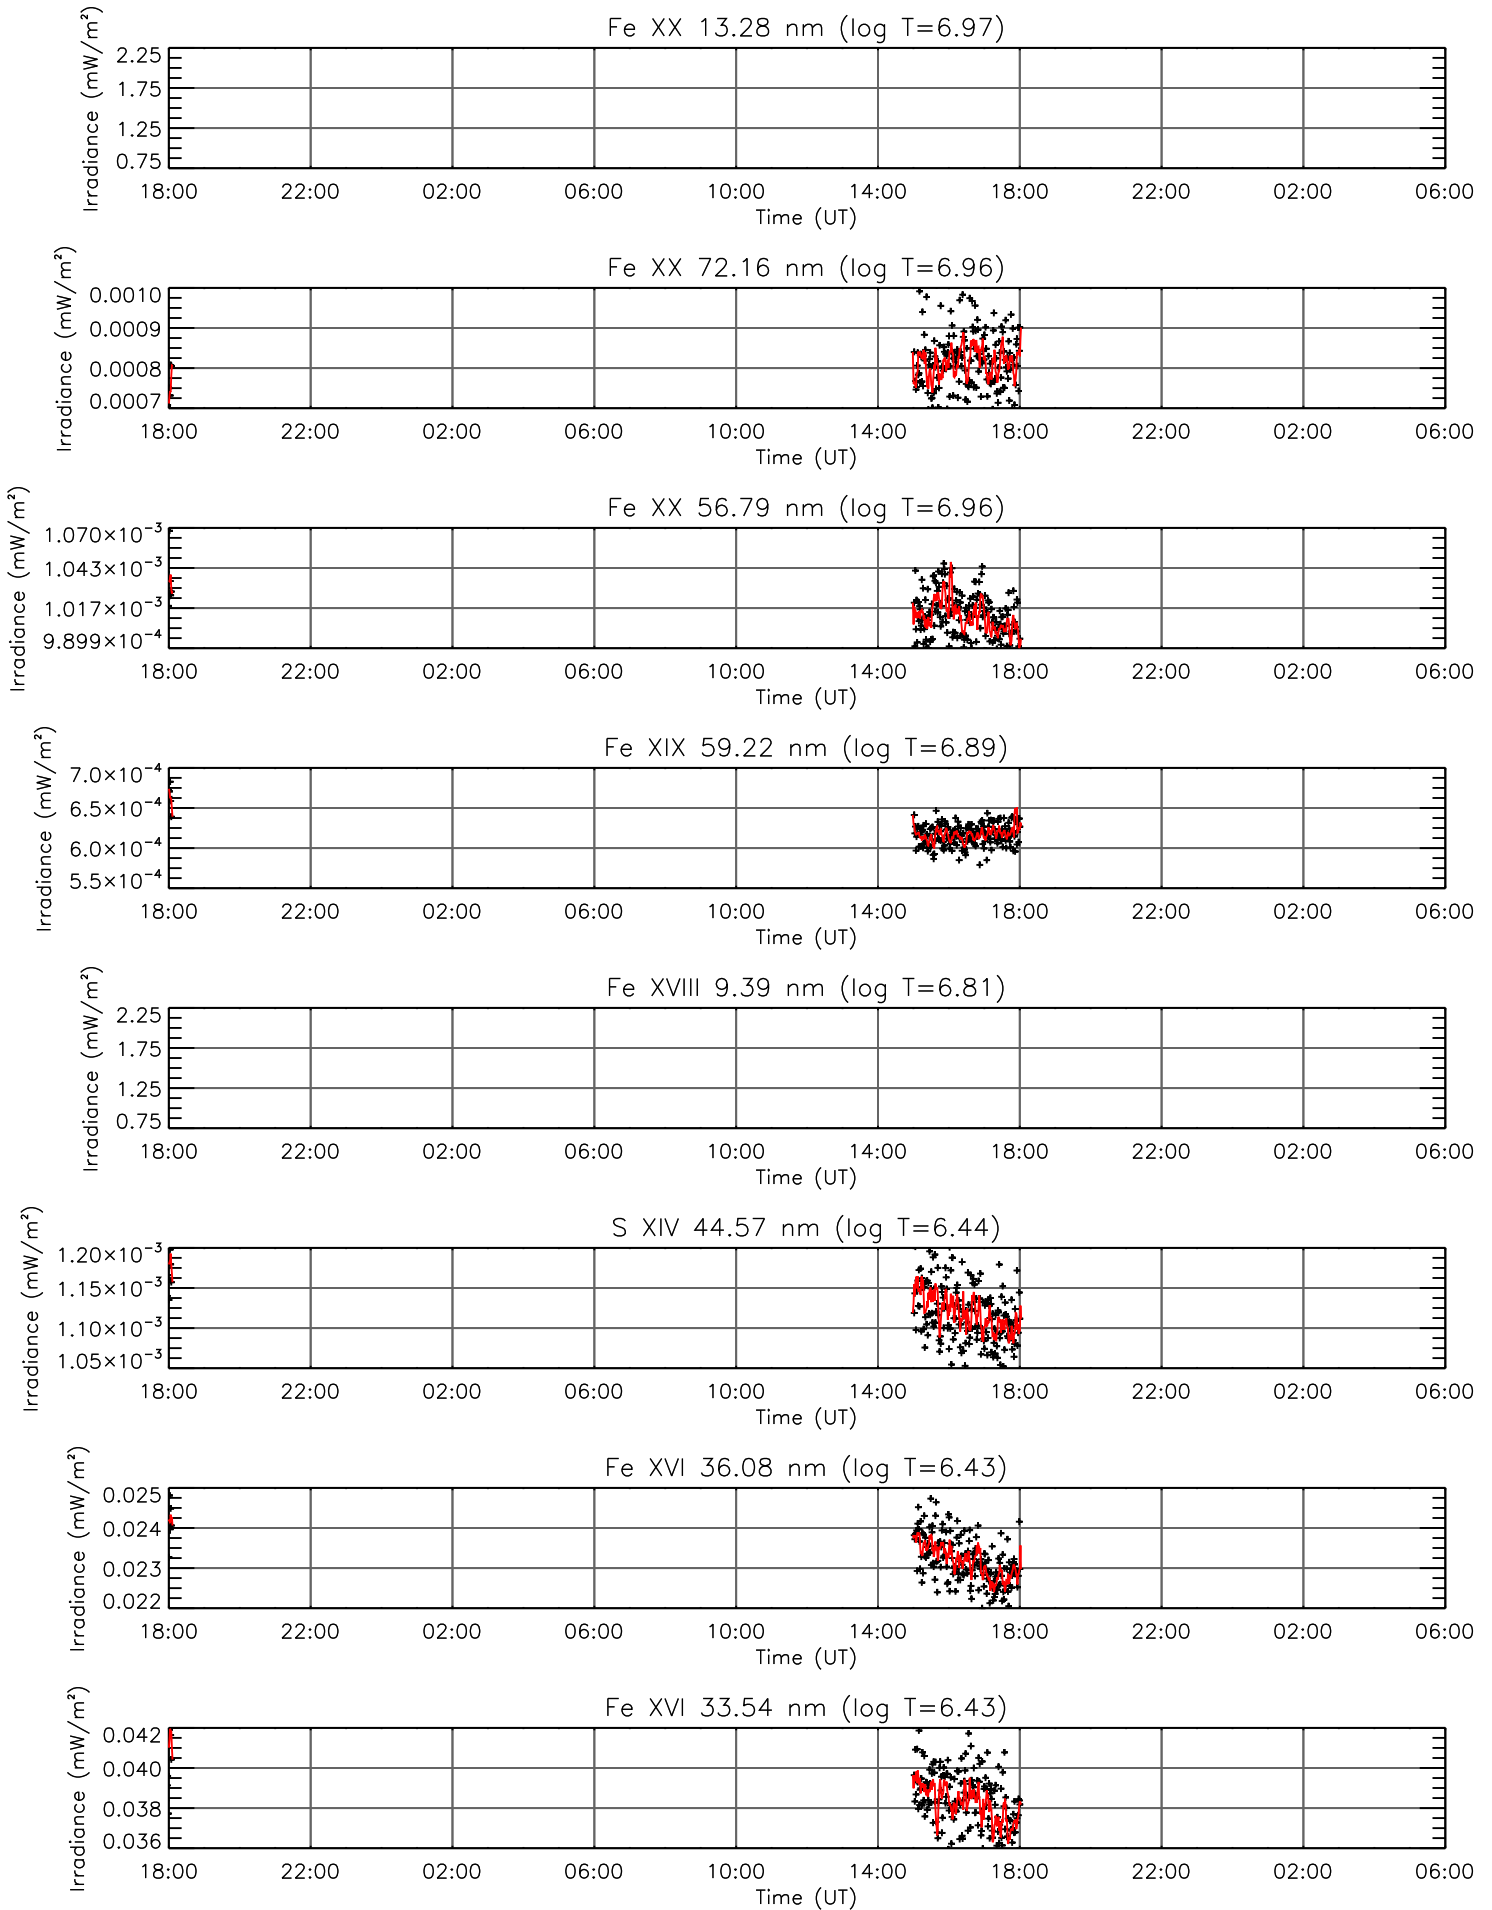 Fe XX 13.28 nm (log T=6.97)
Irradiance (mW/m²)
2.25
1.75
1.25
0.75
18:00 22:00 02:00 06:00 10:00 14:00 18:00 22:00 02:00 06:00
Time (UT)
Fe XX 72.16 nm (log T=6.96)
Irradiance (mW/m²)
0.0010
0.0009
0.0008
0.0007
18:00 22:00 02:00 06:00 10:00 14:00 18:00 22:00 02:00 06:00
Time (UT)
Fe XX 56.79 nm (log T=6.96)
Irradiance (mW/m²)
1.070×10⁻³
1.043×10⁻³
1.017×10⁻³
9.899×10⁻⁴
18:00 22:00 02:00 06:00 10:00 14:00 18:00 22:00 02:00 06:00
Time (UT)
Fe XIX 59.22 nm (log T=6.89)
Irradiance (mW/m²)
7.0×10⁻⁴
6.5×10⁻⁴
6.0×10⁻⁴
5.5×10⁻⁴
18:00 22:00 02:00 06:00 10:00 14:00 18:00 22:00 02:00 06:00
Time (UT)
Fe XVIII 9.39 nm (log T=6.81)
Irradiance (mW/m²)
2.25
1.75
1.25
0.75
18:00 22:00 02:00 06:00 10:00 14:00 18:00 22:00 02:00 06:00
Time (UT)
S XIV 44.57 nm (log T=6.44)
Irradiance (mW/m²)
1.20×10⁻³
1.15×10⁻³
1.10×10⁻³
1.05×10⁻³
18:00 22:00 02:00 06:00 10:00 14:00 18:00 22:00 02:00 06:00
Time (UT)
Fe XVI 36.08 nm (log T=6.43)
Irradiance (mW/m²)
0.025
0.024
0.023
0.022
18:00 22:00 02:00 06:00 10:00 14:00 18:00 22:00 02:00 06:00
Time (UT)
Fe XVI 33.54 nm (log T=6.43)
Irradiance (mW/m²)
0.042
0.040
0.038
0.036
18:00 22:00 02:00 06:00 10:00 14:00 18:00 22:00 02:00 06:00
Time (UT)